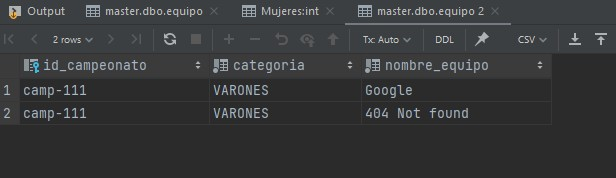 Output master.dbo.equipo Mujeres:int master.dbo.equipo 2
2 rows Tx: Auto DDL CSV
id_campeonato categoria nombre_equipo
1 camp-111 VARONES Google
2 camp-111 VARONES 404 Not found